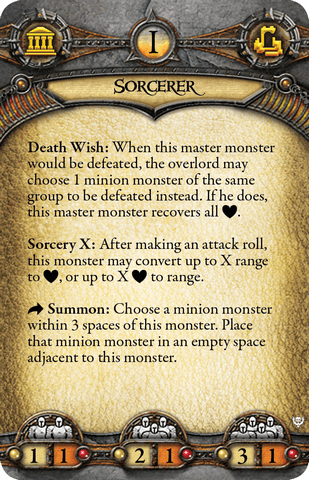 I
SORCERER
Death Wish: When this master monster
would be defeated, the overlord may
choose 1 minion monster of the same
group to be defeated instead. If he does,
this master monster recovers all ♥.
Sorcery X: After making an attack roll,
this monster may convert up to X range
to ♥, or up to X ♥ to range.
Summon: Choose a minion monster
within 3 spaces of this monster. Place
that minion monster in an empty space
adjacent to this monster.
1 1 2 1 3 1